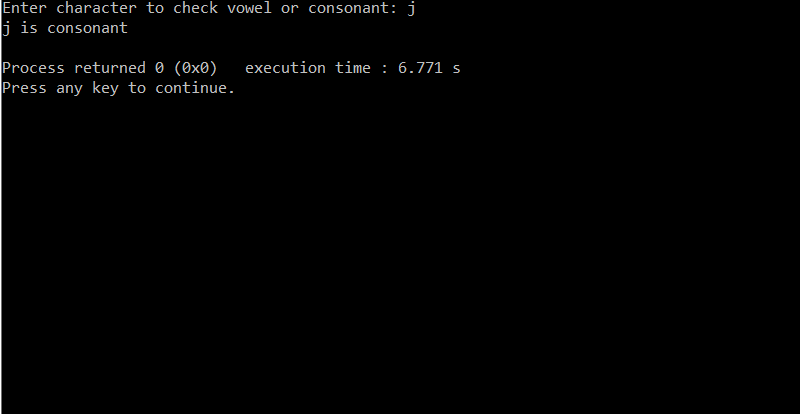 Enter character to check vowel or consonant: j
j is consonant
Process returned 0 (0x0)   execution time : 6.771 s
Press any key to continue.